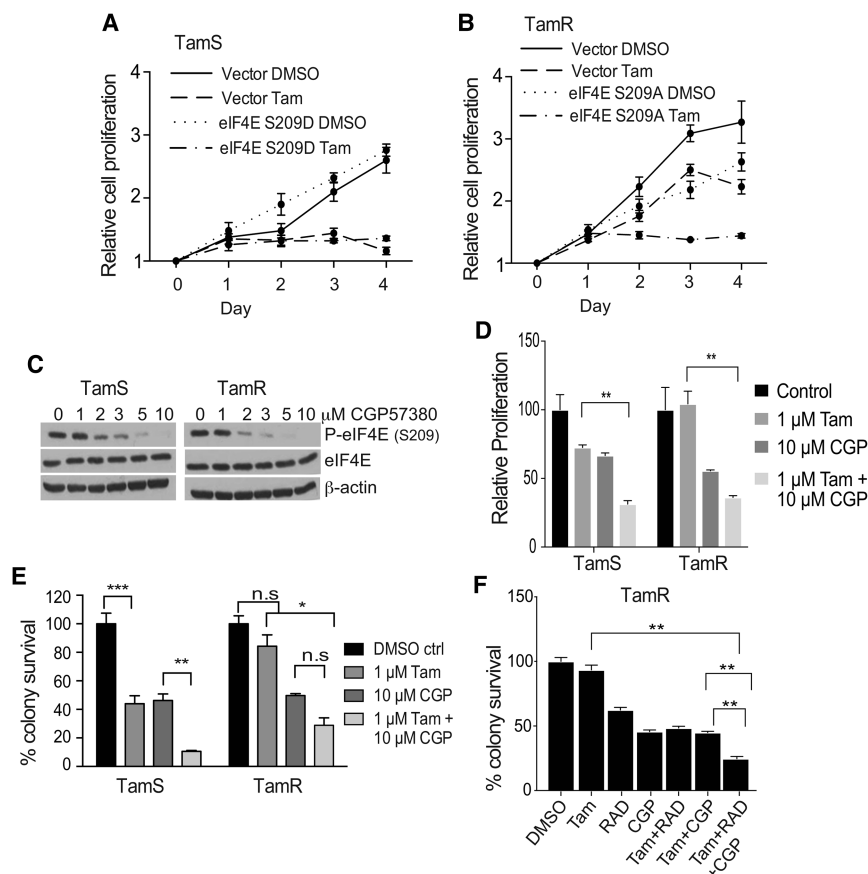 A
TamS
Vector DMSO
Vector Tam
eIF4E S209D DMSO
eIF4E S209D Tam
Relative cell proliferation
4
3
2
1
0 1 2 3 4
Day
B
TamR
Vector DMSO
Vector Tam
eIF4E S209A DMSO
eIF4E S209A Tam
Relative cell proliferation
4
3
2
1
0 1 2 3 4
Day
C
TamS TamR
0 1 2 3 5 10 0 1 2 3 5 10 μM CGP57380
P-eIF4E (S209)
eIF4E
β-actin
D
Relative Proliferation
150
100
50
0
** **
TamS TamR
Control
1 μM Tam
10 μM CGP
1 μM Tam +
10 μM CGP
E
% colony survival
120
100
80
60
40
20
0
*** ** n.s * n.s
TamS TamR
DMSO ctrl
1 μM Tam
10 μM CGP
1 μM Tam +
10 μM CGP
F
TamR
% colony survival
150
100
50
0
**
**
**
DMSO
Tam
RAD
CGP
Tam+RAD
Tam+CGP
Tam+RAD
+CGP